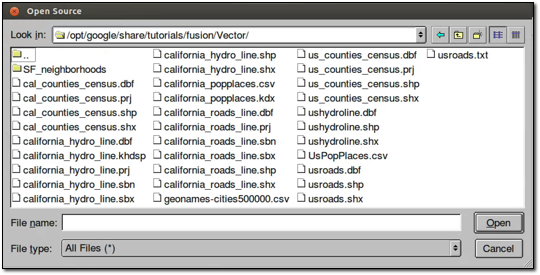 Open Source
Look in: /opt/google/share/tutorials/fusion/Vector/
..
SF_neighborhoods
cal_counties_census.dbf
cal_counties_census.prj
cal_counties_census.shp
cal_counties_census.shx
california_hydro_line.dbf
california_hydro_line.khdsp
california_hydro_line.prj
california_hydro_line.sbn
california_hydro_line.sbx
california_hydro_line.shp
california_hydro_line.shx
california_popplaces.csv
california_popplaces.kdx
california_roads_line.dbf
california_roads_line.prj
california_roads_line.sbn
california_roads_line.sbx
california_roads_line.shp
california_roads_line.shx
geonames-cities500000.csv
us_counties_census.dbf
us_counties_census.prj
us_counties_census.shp
us_counties_census.shx
ushydroline.dbf
ushydroline.shp
ushydroline.shx
UsPopPlaces.csv
usroads.dbf
usroads.shp
usroads.shx
usroads.txt
File name:
Open
File type: All Files (*)
Cancel